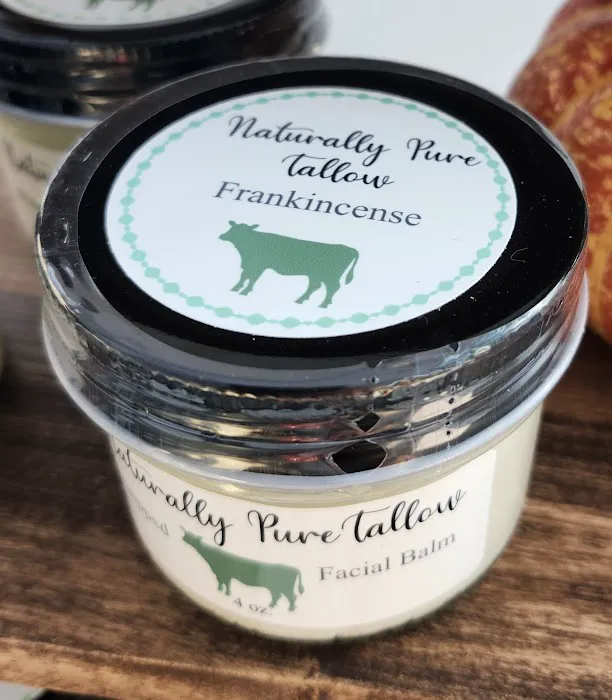 Naturally Pure
Tallow
Frankincense
Pure Tallow
Facial Balm
4 oz.